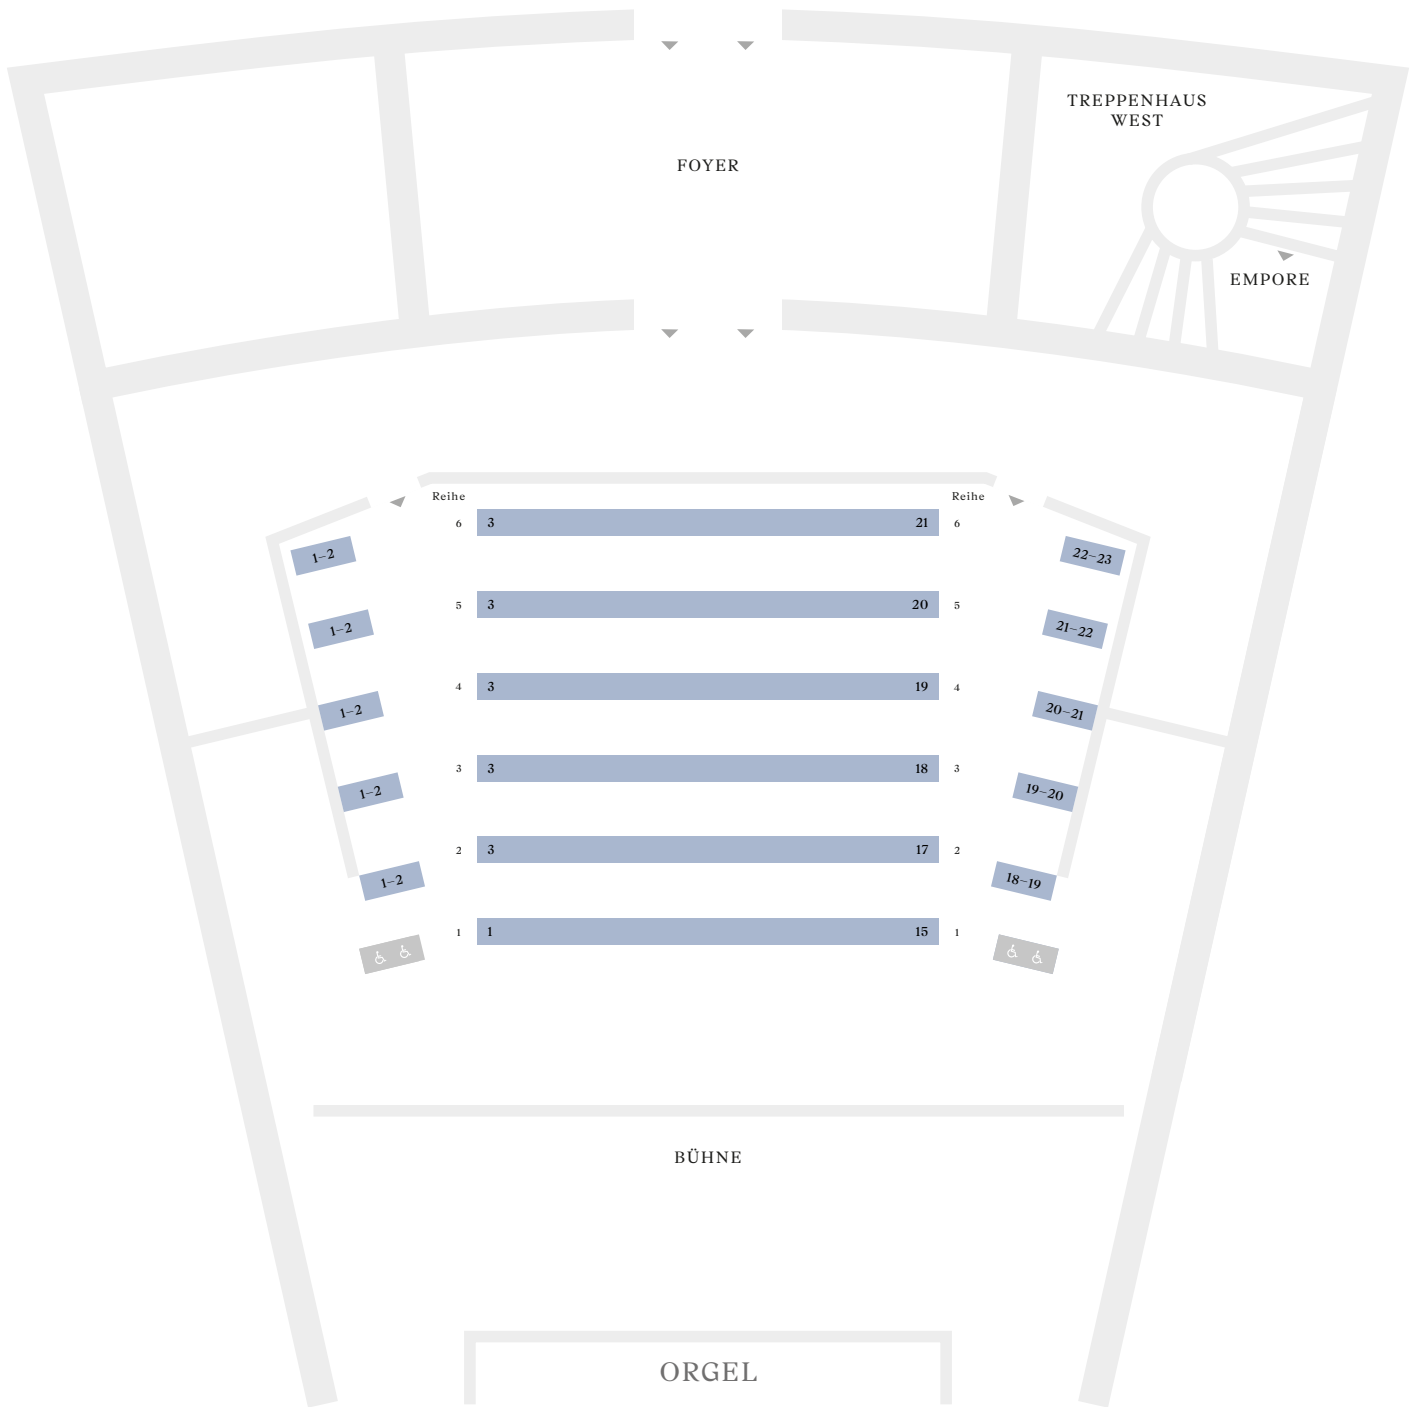 TREPPENHAUS
WEST
FOYER
EMPORE
Reihe Reihe
6 3 21 6
1–2 22–23
5 3 20 5
1–2 21–22
4 3 19 4
1–2 20–21
3 3 18 3
1–2 19–20
2 3 17 2
1–2 18–19
1 1 15 1
BÜHNE
ORGEL